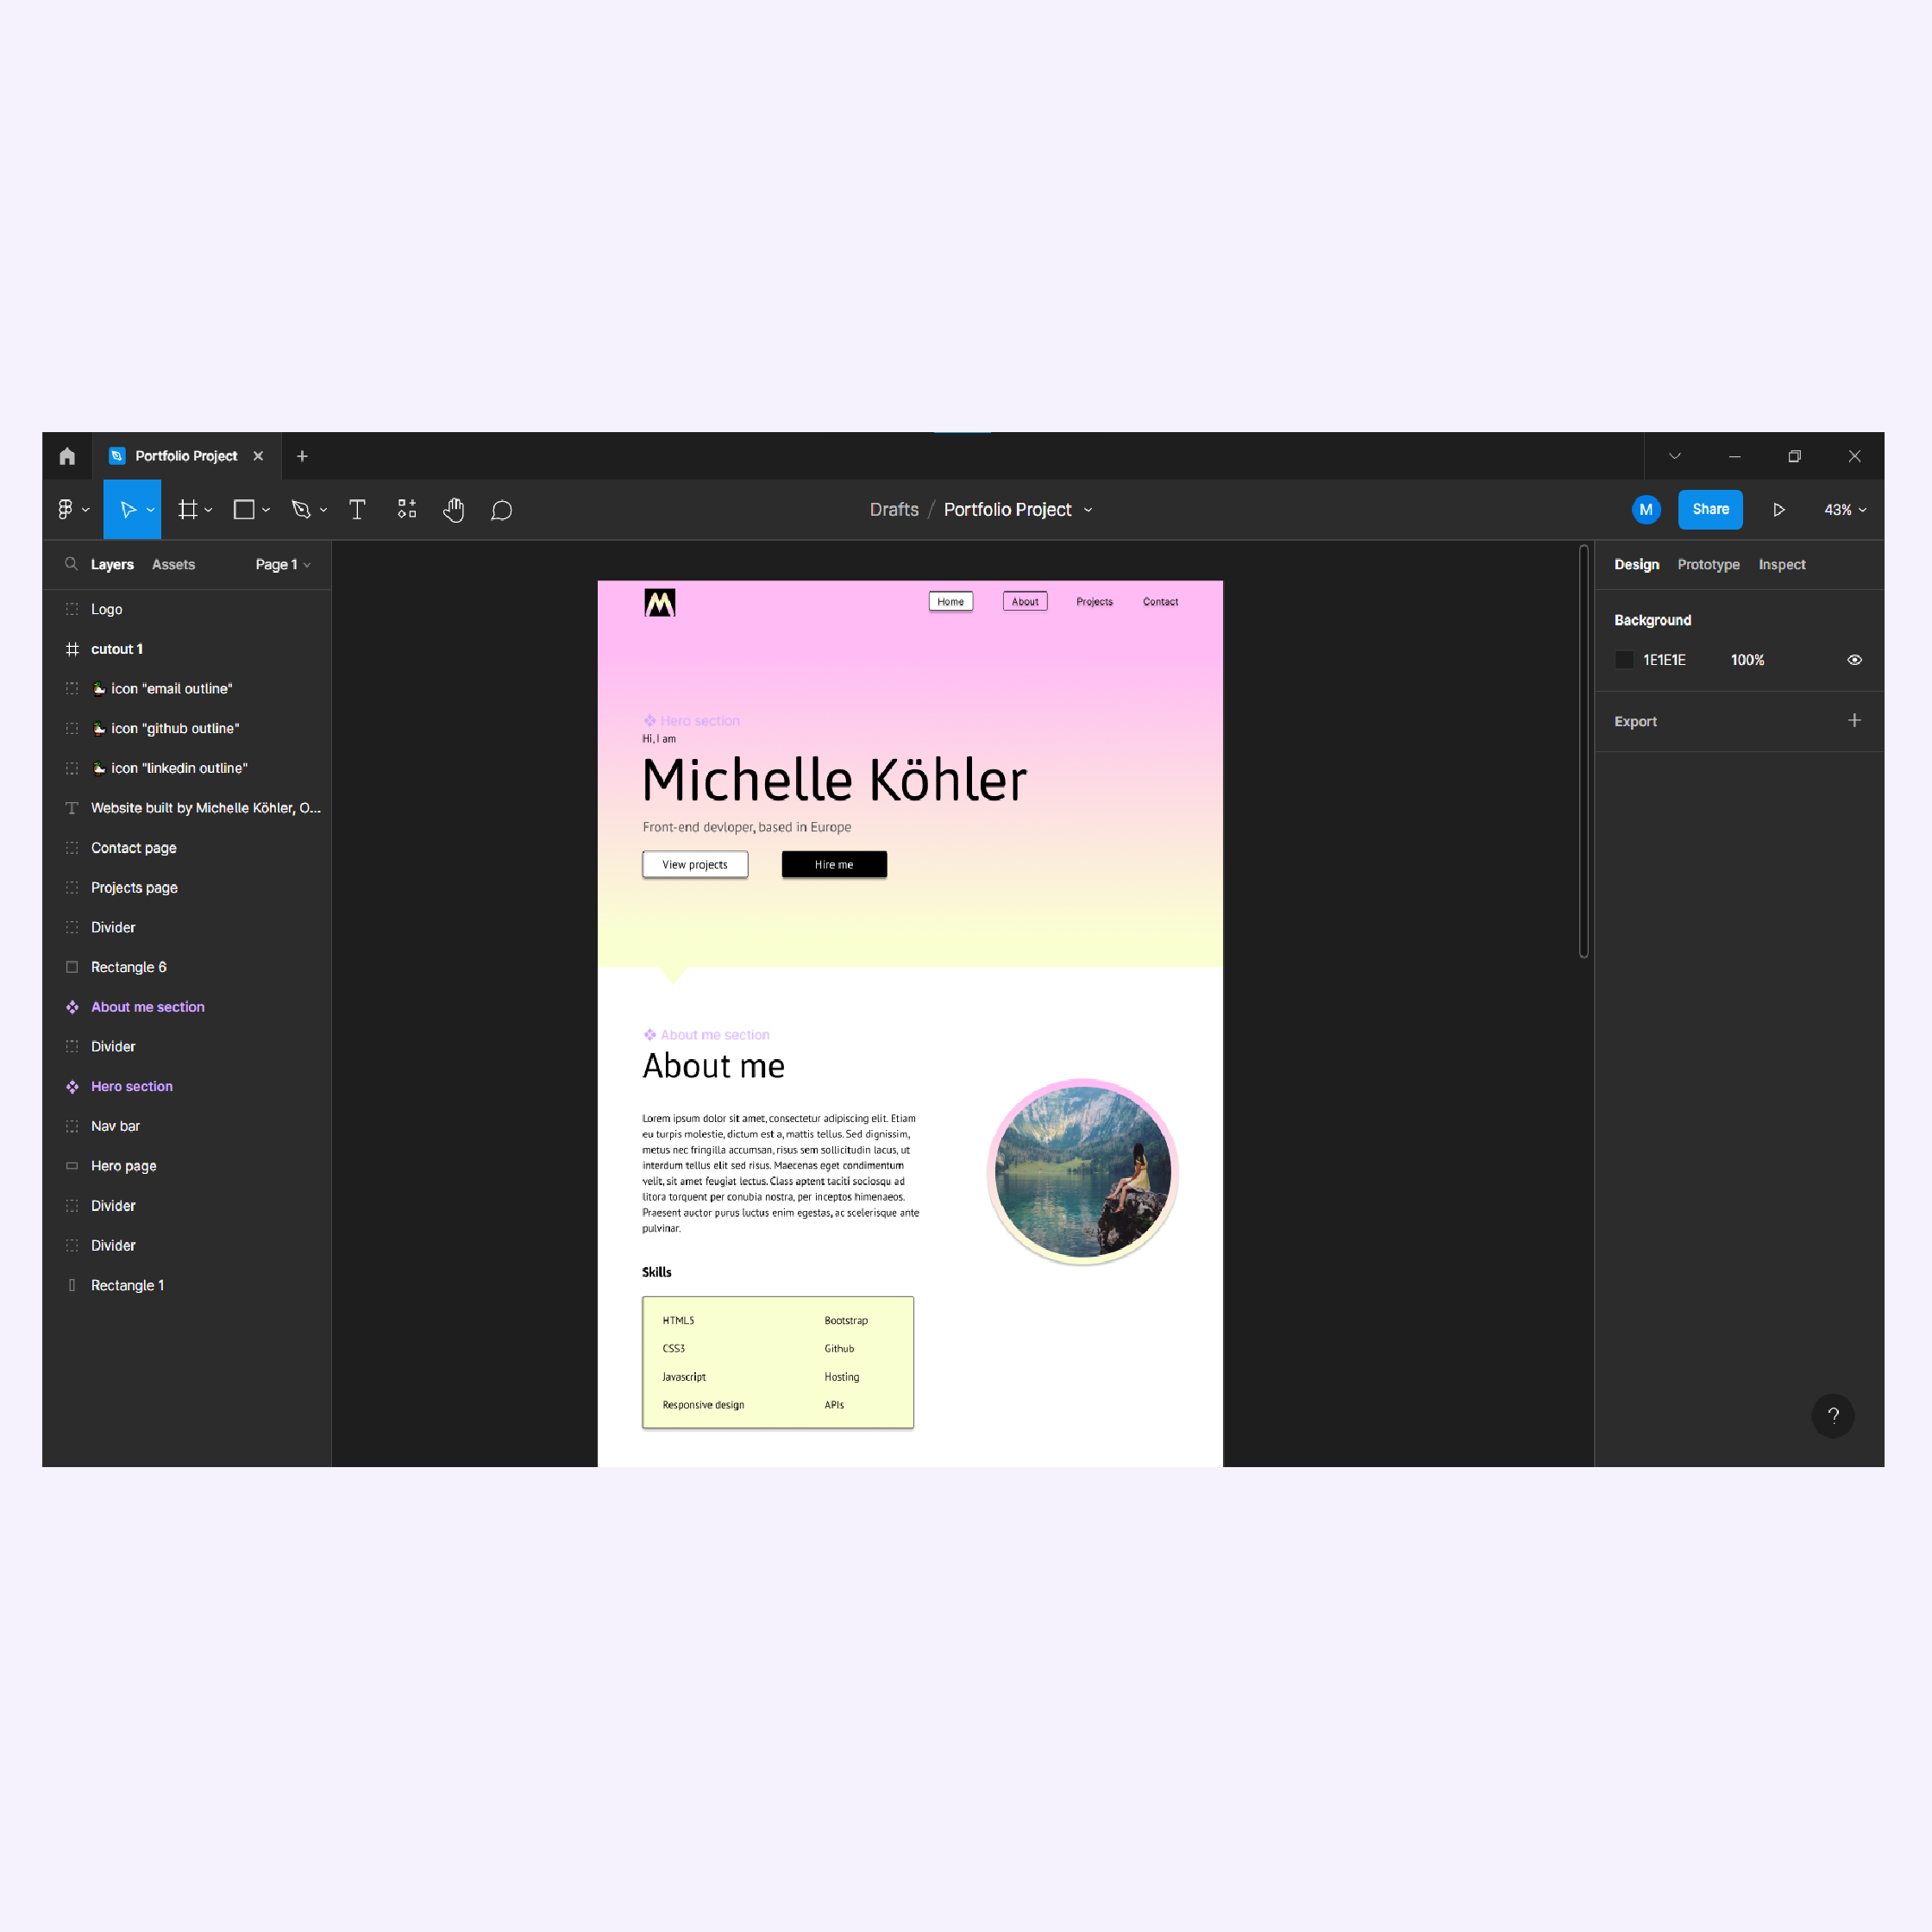 Portfolio Project
Drafts / Portfolio Project
M
Share
43%
Layers
Assets
Page 1
Logo
cutout 1
icon "email outline"
icon "github outline"
icon "linkedin outline"
Website built by Michelle Köhler, O...
Contact page
Projects page
Divider
Rectangle 6
About me section
Divider
Hero section
Nav bar
Hero page
Divider
Divider
Rectangle 1
M
Home
About
Projects
Contact
Hero section
Hi, I am
Michelle Köhler
Front-end devloper, based in Europe
View projects
Hire me
About me section
About me
Lorem ipsum dolor sit amet, consectetur adipiscing elit. Etiam
eu turpis molestie, dictum est a, mattis tellus. Sed dignissim,
metus nec fringilla accumsan, risus sem sollicitudin lacus, ut
interdum tellus elit sed risus. Maecenas eget condimentum
velit, sit amet feugiat lectus. Class aptent taciti sociosqu ad
litora torquent per conubia nostra, per inceptos himenaeos.
Praesent auctor purus luctus enim egestas, ac scelerisque ante
pulvinar.
Skills
HTML5
Bootstrap
CSS3
Github
Javascript
Hosting
Responsive design
APIs
Design
Prototype
Inspect
Background
1E1E1E
100%
Export
?